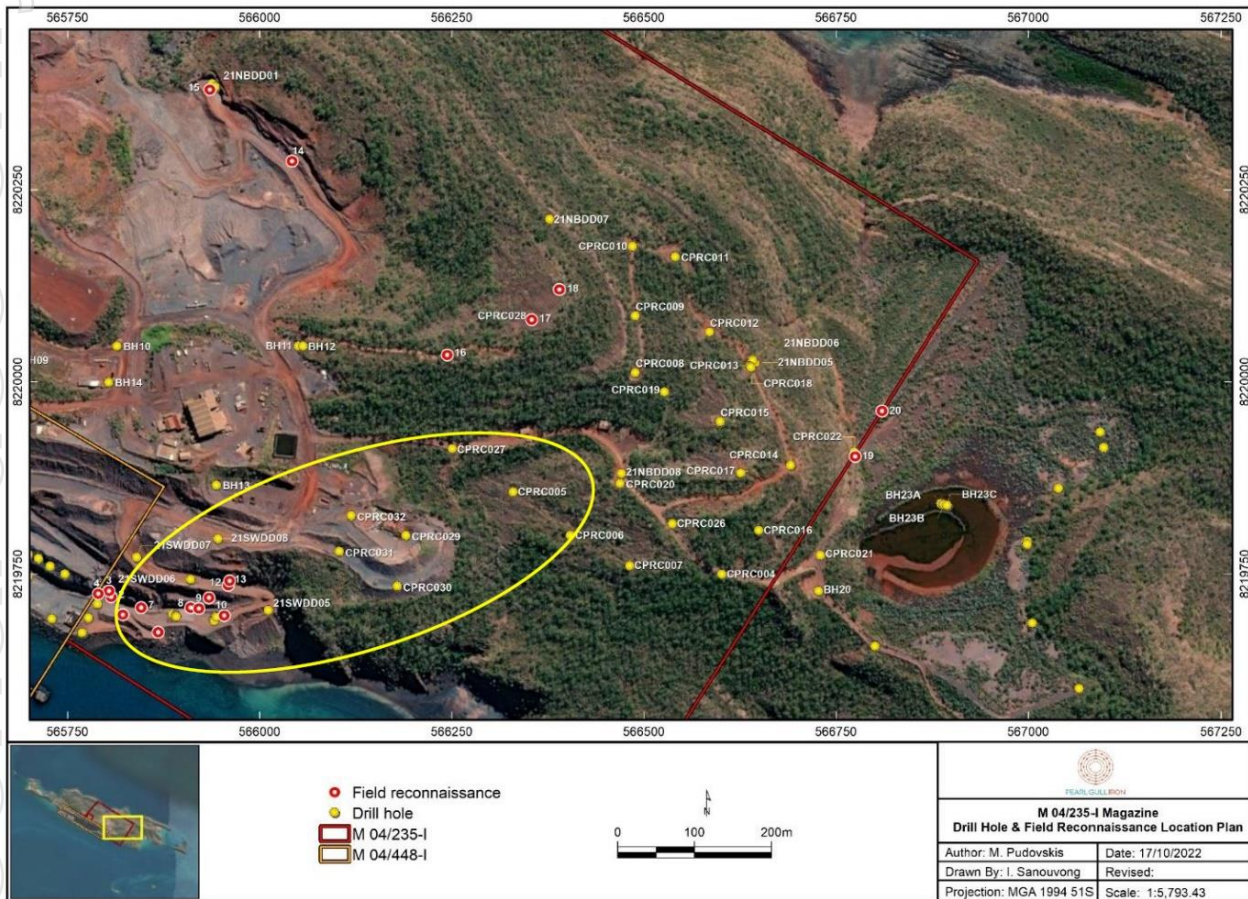 565750 566000 566250 566500 566750 567000 567250
8220250
8220000
8219750
8220250
8220000
8219750
15
21NBDD01
14
21NBDD07
CPRC010
CPRC011
18
CPRC028
17
CPRC009
CPRC012
BH10
BH11
BH12
16
21NBDD06
CPRC013
21NBDD05
H09
BH14
CPRC008
CPRC018
CPRC019
20
CPRC015
CPRC022
CPRC027
19
CPRC014
21NBDD08
CPRC017
CPRC020
BH13
CPRC005
BH23A
BH23C
BH23B
CPRC032
CPRC026
CPRC016
21SWDD07
21SWDD08
CPRC029
CPRC006
CPRC031
CPRC021
CPRC007
CPRC004
21SWDD06
12
13
CPRC030
BH20
4
3
9
7
8
10
21SWDD05
565750 566000 566250 566500 566750 567000 567250
Field reconnaissance
Drill hole
M 04/235-I
M 04/448-I
N
0 100 200m
PEARLGULLIRON
M 04/235-I Magazine
Drill Hole & Field Reconnaissance Location Plan
Author: M. Pudovskis
Date: 17/10/2022
Drawn By: I. Sanouvong
Revised:
Projection: MGA 1994 51S
Scale: 1:5,793.43